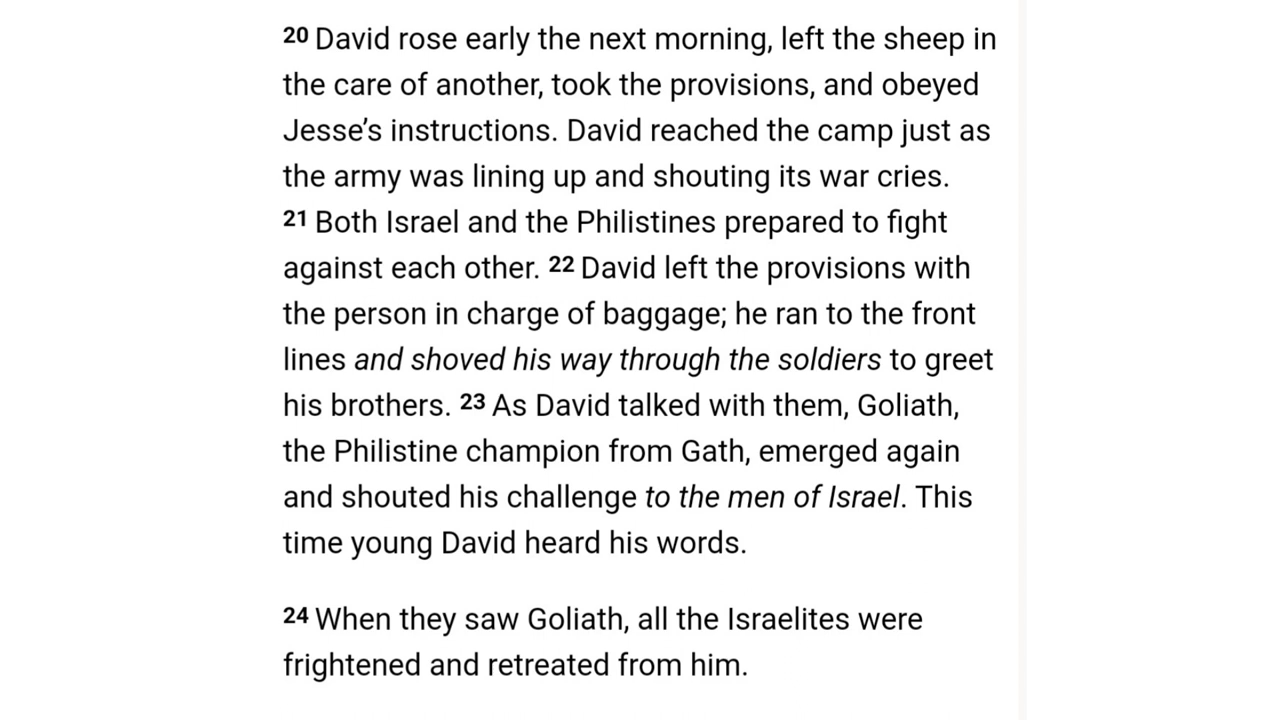 20 David rose early the next morning, left the sheep in
the care of another, took the provisions, and obeyed
Jesse’s instructions. David reached the camp just as
the army was lining up and shouting its war cries.
21 Both Israel and the Philistines prepared to fight
against each other. 22 David left the provisions with
the person in charge of baggage; he ran to the front
lines and shoved his way through the soldiers to greet
his brothers. 23 As David talked with them, Goliath,
the Philistine champion from Gath, emerged again
and shouted his challenge to the men of Israel. This
time young David heard his words.
24 When they saw Goliath, all the Israelites were
frightened and retreated from him.